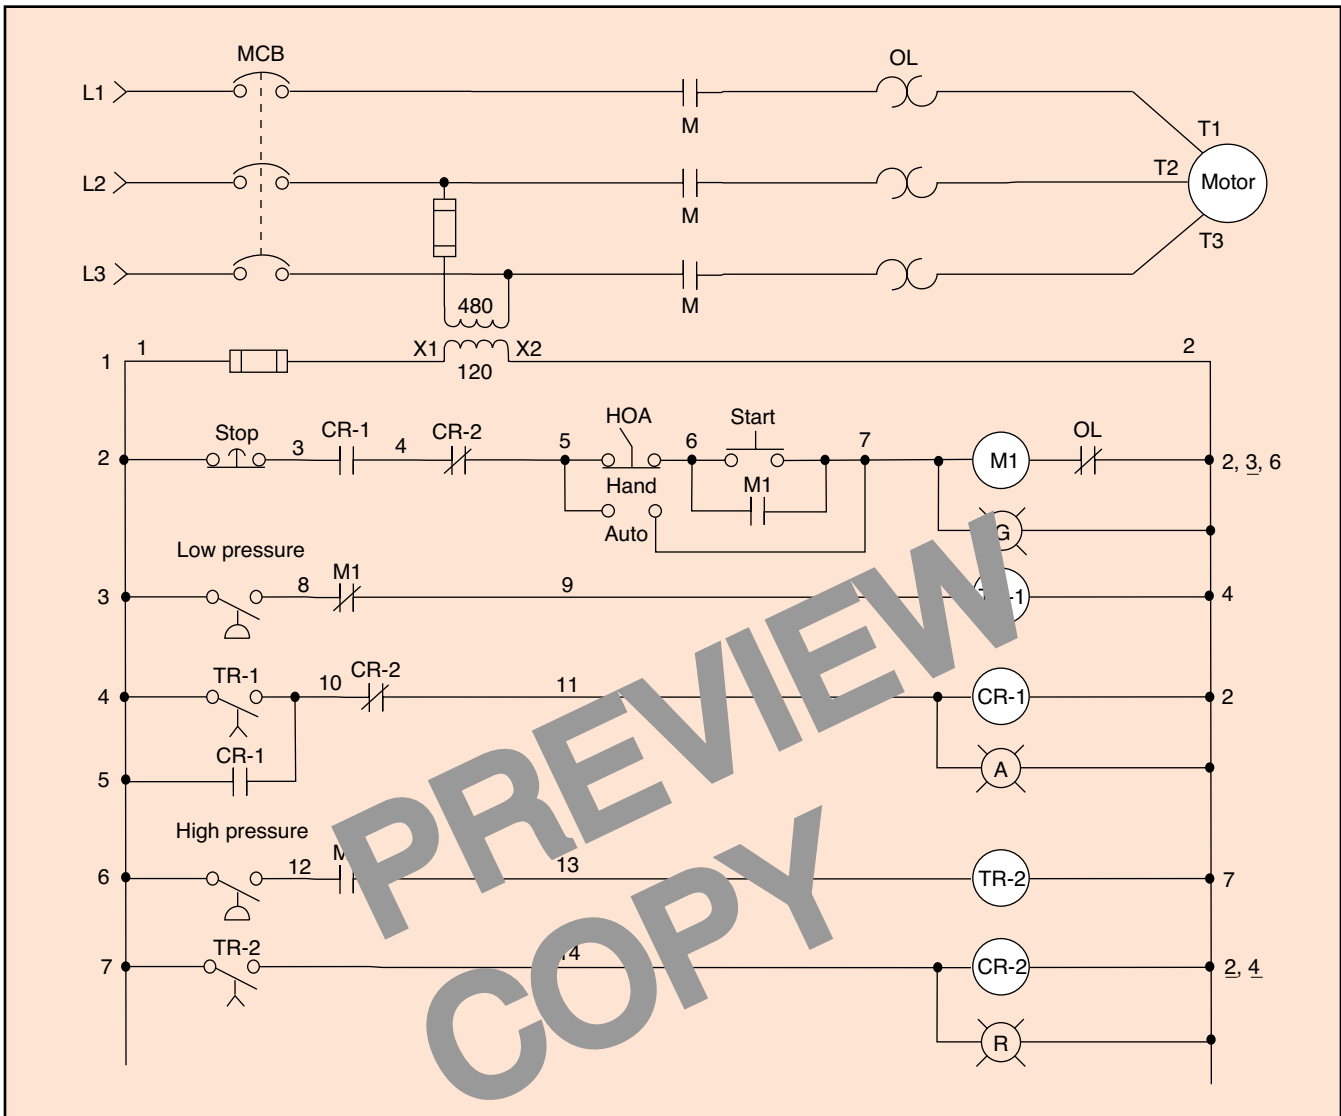 MCB OL
L1 M T1
L2 M T2 Motor
L3 M T3
480
1 1 X1 X2 2
120
HOA Start
Stop 3 CR-1 4 CR-2 5 6 7 OL
2 M1 2, 3, 6
Hand M1
Auto G
Low pressure
3 8 M1 9 4
TR-1 10 CR-2 11
4 CR-1 2
CR-1
5 A
High pressure
6 12 13 TR-2 7
TR-2
7 CR-2 2, 4
R
PREVIEW
COPY